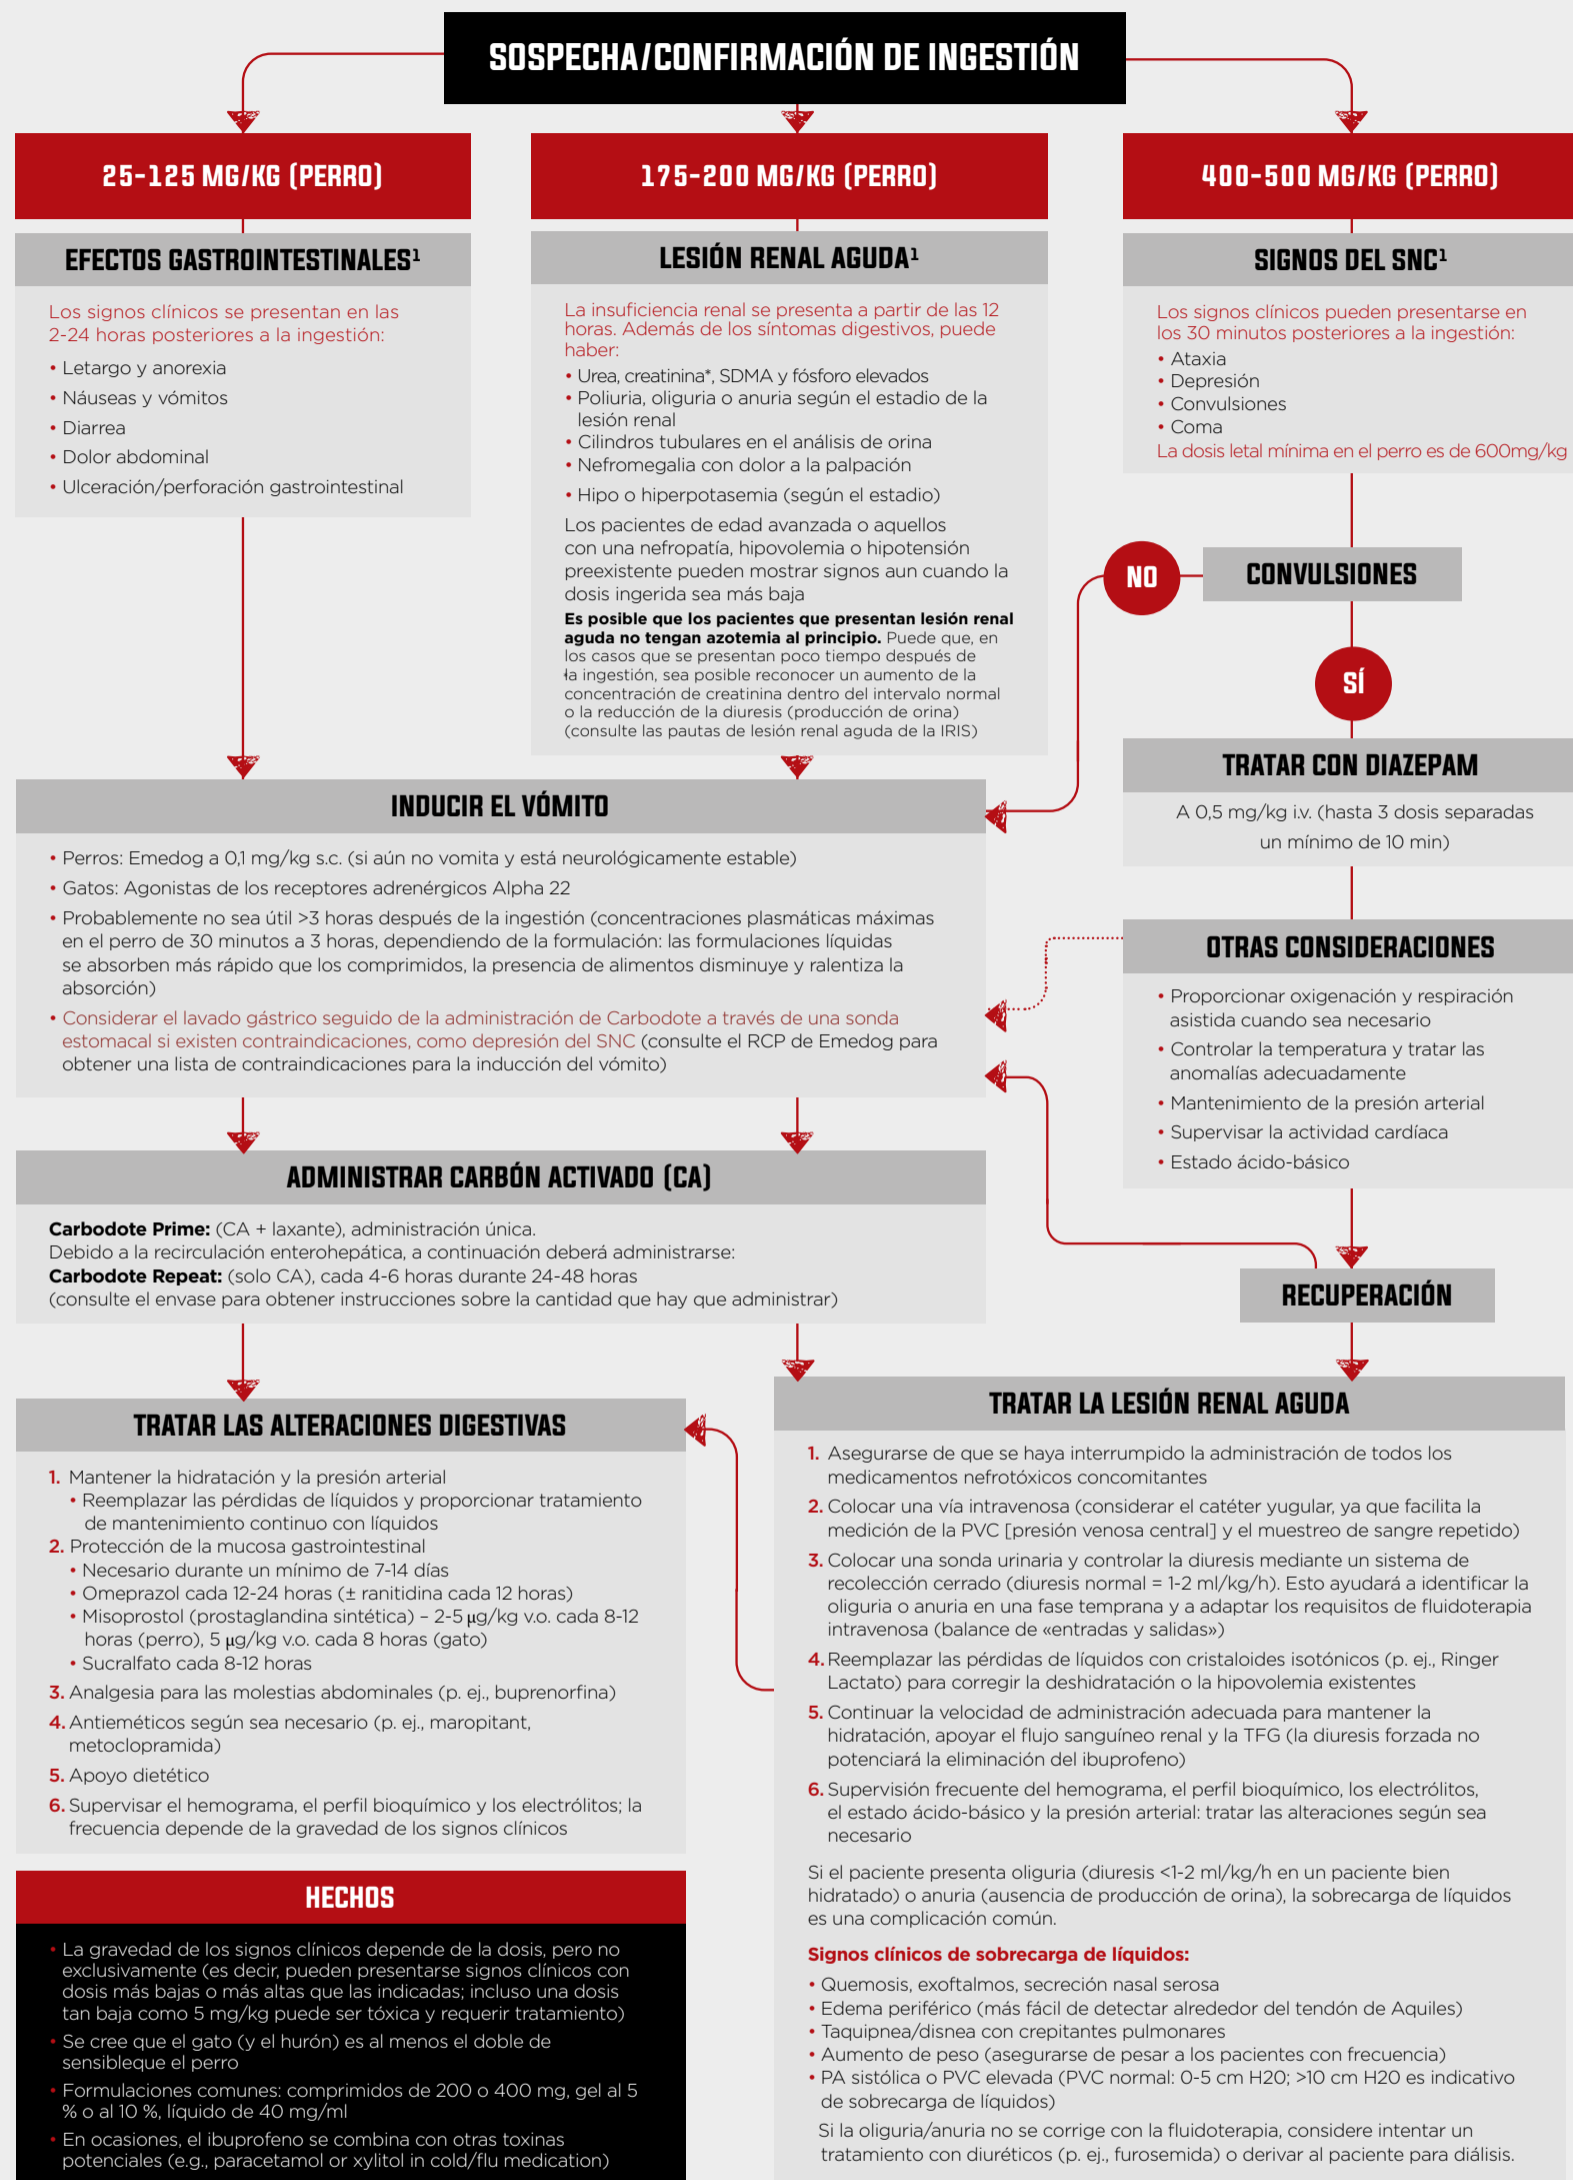 SOSPECHA/CONFIRMACIÓN DE INGESTIÓN
25-125 MG/KG (PERRO)
EFECTOS GASTROINTESTINALES¹
Los signos clínicos se presentan en las
2-24 horas posteriores a la ingestión:
• Letargo y anorexia
• Náuseas y vómitos
• Diarrea
• Dolor abdominal
• Ulceración/perforación gastrointestinal
175-200 MG/KG (PERRO)
LESIÓN RENAL AGUDA¹
La insuficiencia renal se presenta a partir de las 12
horas. Además de los síntomas digestivos, puede
haber:
• Urea, creatinina*, SDMA y fósforo elevados
• Poliuria, oliguria o anuria según el estadio de la
lesión renal
• Cilindros tubulares en el análisis de orina
• Nefromegalia con dolor a la palpación
• Hipo o hiperpotasemia (según el estadio)
Los pacientes de edad avanzada o aquellos
con una nefropatía, hipovolemia o hipotensión
preexistente pueden mostrar signos aun cuando la
dosis ingerida sea más baja
Es posible que los pacientes que presentan lesión renal
aguda no tengan azotemia al principio. Puede que, en
los casos que se presentan poco tiempo después de
la ingestión, sea posible reconocer un aumento de la
concentración de creatinina dentro del intervalo normal
o la reducción de la diuresis (producción de orina)
(consulte las pautas de lesión renal aguda de la IRIS)
400-500 MG/KG (PERRO)
SIGNOS DEL SNC¹
Los signos clínicos pueden presentarse en
los 30 minutos posteriores a la ingestión:
• Ataxia
• Depresión
• Convulsiones
• Coma
La dosis letal mínima en el perro es de 600mg/kg
NO
CONVULSIONES
SÍ
TRATAR CON DIAZEPAM
A 0,5 mg/kg i.v. (hasta 3 dosis separadas
un mínimo de 10 min)
OTRAS CONSIDERACIONES
• Proporcionar oxigenación y respiración
asistida cuando sea necesario
• Controlar la temperatura y tratar las
anomalías adecuadamente
• Mantenimiento de la presión arterial
• Supervisar la actividad cardíaca
• Estado ácido-básico
RECUPERACIÓN
INDUCIR EL VÓMITO
• Perros: Emedog a 0,1 mg/kg s.c. (si aún no vomita y está neurológicamente estable)
• Gatos: Agonistas de los receptores adrenérgicos Alpha 22
• Probablemente no sea útil >3 horas después de la ingestión (concentraciones plasmáticas máximas
en el perro de 30 minutos a 3 horas, dependiendo de la formulación: las formulaciones líquidas
se absorben más rápido que los comprimidos, la presencia de alimentos disminuye y ralentiza la
absorción)
• Considerar el lavado gástrico seguido de la administración de Carbodote a través de una sonda
estomacal si existen contraindicaciones, como depresión del SNC (consulte el RCP de Emedog para
obtener una lista de contraindicaciones para la inducción del vómito)
ADMINISTRAR CARBÓN ACTIVADO (CA)
Carbodote Prime: (CA + laxante), administración única.
Debido a la recirculación enterohepática, a continuación deberá administrarse:
Carbodote Repeat: (solo CA), cada 4-6 horas durante 24-48 horas
(consulte el envase para obtener instrucciones sobre la cantidad que hay que administrar)
TRATAR LAS ALTERACIONES DIGESTIVAS
1. Mantener la hidratación y la presión arterial
• Reemplazar las pérdidas de líquidos y proporcionar tratamiento
de mantenimiento continuo con líquidos
2. Protección de la mucosa gastrointestinal
• Necesario durante un mínimo de 7-14 días
• Omeprazol cada 12-24 horas (± ranitidina cada 12 horas)
• Misoprostol (prostaglandina sintética) – 2-5 µg/kg v.o. cada 8-12
horas (perro), 5 µg/kg v.o. cada 8 horas (gato)
• Sucralfato cada 8-12 horas
3. Analgesia para las molestias abdominales (p. ej., buprenorfina)
4. Antieméticos según sea necesario (p. ej., maropitant,
metoclopramida)
5. Apoyo dietético
6. Supervisar el hemograma, el perfil bioquímico y los electrólitos; la
frecuencia depende de la gravedad de los signos clínicos
HECHOS
• La gravedad de los signos clínicos depende de la dosis, pero no
exclusivamente (es decir, pueden presentarse signos clínicos con
dosis más bajas o más altas que las indicadas; incluso una dosis
tan baja como 5 mg/kg puede ser tóxica y requerir tratamiento)
• Se cree que el gato (y el hurón) es al menos el doble de
sensibleque el perro
• Formulaciones comunes: comprimidos de 200 o 400 mg, gel al 5
% o al 10 %, líquido de 40 mg/ml
• En ocasiones, el ibuprofeno se combina con otras toxinas
potenciales (e.g., paracetamol or xylitol in cold/flu medication)
TRATAR LA LESIÓN RENAL AGUDA
1. Asegurarse de que se haya interrumpido la administración de todos los
medicamentos nefrotóxicos concomitantes
2. Colocar una vía intravenosa (considerar el catéter yugular, ya que facilita la
medición de la PVC [presión venosa central] y el muestreo de sangre repetido)
3. Colocar una sonda urinaria y controlar la diuresis mediante un sistema de
recolección cerrado (diuresis normal = 1-2 ml/kg/h). Esto ayudará a identificar la
oliguria o anuria en una fase temprana y a adaptar los requisitos de fluidoterapia
intravenosa (balance de «entradas y salidas»)
4. Reemplazar las pérdidas de líquidos con cristaloides isotónicos (p. ej., Ringer
Lactato) para corregir la deshidratación o la hipovolemia existentes
5. Continuar la velocidad de administración adecuada para mantener la
hidratación, apoyar el flujo sanguíneo renal y la TFG (la diuresis forzada no
potenciará la eliminación del ibuprofeno)
6. Supervisión frecuente del hemograma, el perfil bioquímico, los electrólitos,
el estado ácido-básico y la presión arterial: tratar las alteraciones según sea
necesario
Si el paciente presenta oliguria (diuresis <1-2 ml/kg/h en un paciente bien
hidratado) o anuria (ausencia de producción de orina), la sobrecarga de líquidos
es una complicación común.
Signos clínicos de sobrecarga de líquidos:
• Quemosis, exoftalmos, secreción nasal serosa
• Edema periférico (más fácil de detectar alrededor del tendón de Aquiles)
• Taquipnea/disnea con crepitantes pulmonares
• Aumento de peso (asegurarse de pesar a los pacientes con frecuencia)
• PA sistólica o PVC elevada (PVC normal: 0-5 cm H20; >10 cm H20 es indicativo
de sobrecarga de líquidos)
Si la oliguria/anuria no se corrige con la fluidoterapia, considere intentar un
tratamiento con diuréticos (p. ej., furosemida) o derivar al paciente para diálisis.